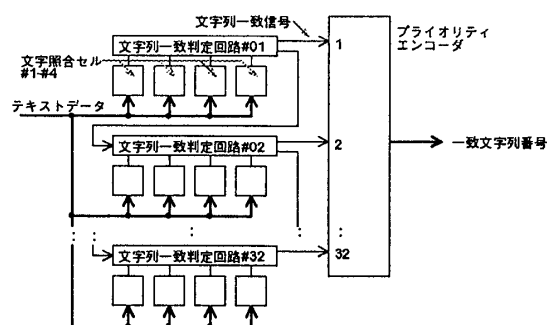 文字列一致信号
プライオリティ
エンコーダ
文字列一致判定回路#01
1
文字照合セル
#1-#4
テキストデータ
文字列一致判定回路#02
2
一致文字列番号
文字列一致判定回路#32
32